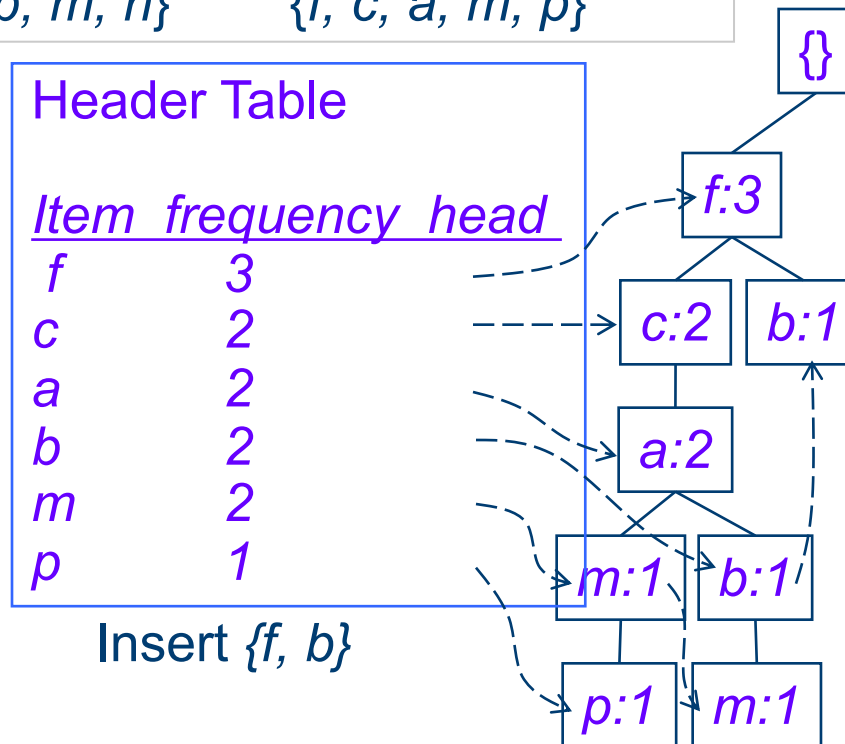 b, m, n} {f, c, a, m, p}
{}
Header Table
Item frequency head
f 3
c 2
a 2
b 2
m 2
p 1
f:3
c:2 b:1
a:2
m:1 b:1
p:1 m:1
Insert {f, b}